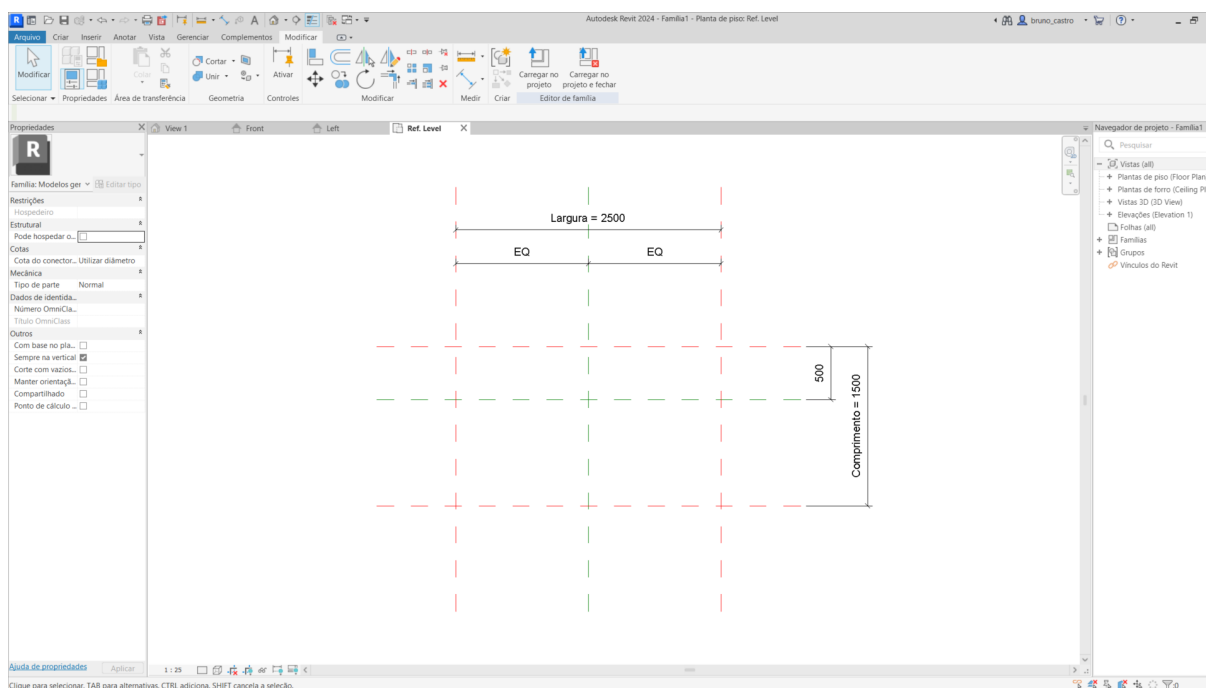 Autodesk Revit 2024 - Família1 - Planta de piso: Ref. Level
bruno_castro
Arquivo Criar Inserir Anotar Vista Gerenciar Complementos Modificar
Modificar
Colar
Cortar
Unir
Ativar
Carregar no projeto
Carregar no projeto e fechar
Selecionar Propriedades Área de transferência Geometria Controles Modificar Medir Criar Editor de família
Propriedades
View 1 Front Left Ref. Level
R
Família: Modelos ger
Editar tipo
Restrições
Hospedeiro
Estrutural
Pode hospedar o...
Cotas
Cota do conector... Utilizar diâmetro
Mecânica
Tipo de parte Normal
Dados de identida...
Número OmniCla...
Título OmniClass
Outros
Com base no pla...
Sempre na vertical
Corte com vazios...
Manter orientaçã...
Compartilhado
Ponto de cálculo ...
Ajuda de propriedades
Aplicar
Largura = 2500
EQ EQ
500
Comprimento = 1500
1 : 25
Navegador de projeto - Família1
Pesquisar
Vistas (all)
Plantas de piso (Floor Plan
Plantas de forro (Ceiling Pl
Vistas 3D (3D View)
Elevações (Elevation 1)
Folhas (all)
Famílias
Grupos
Vínculos do Revit
Clique para selecionar, TAB para alternativas, CTRL adiciona, SHIFT cancela a seleção.
:0